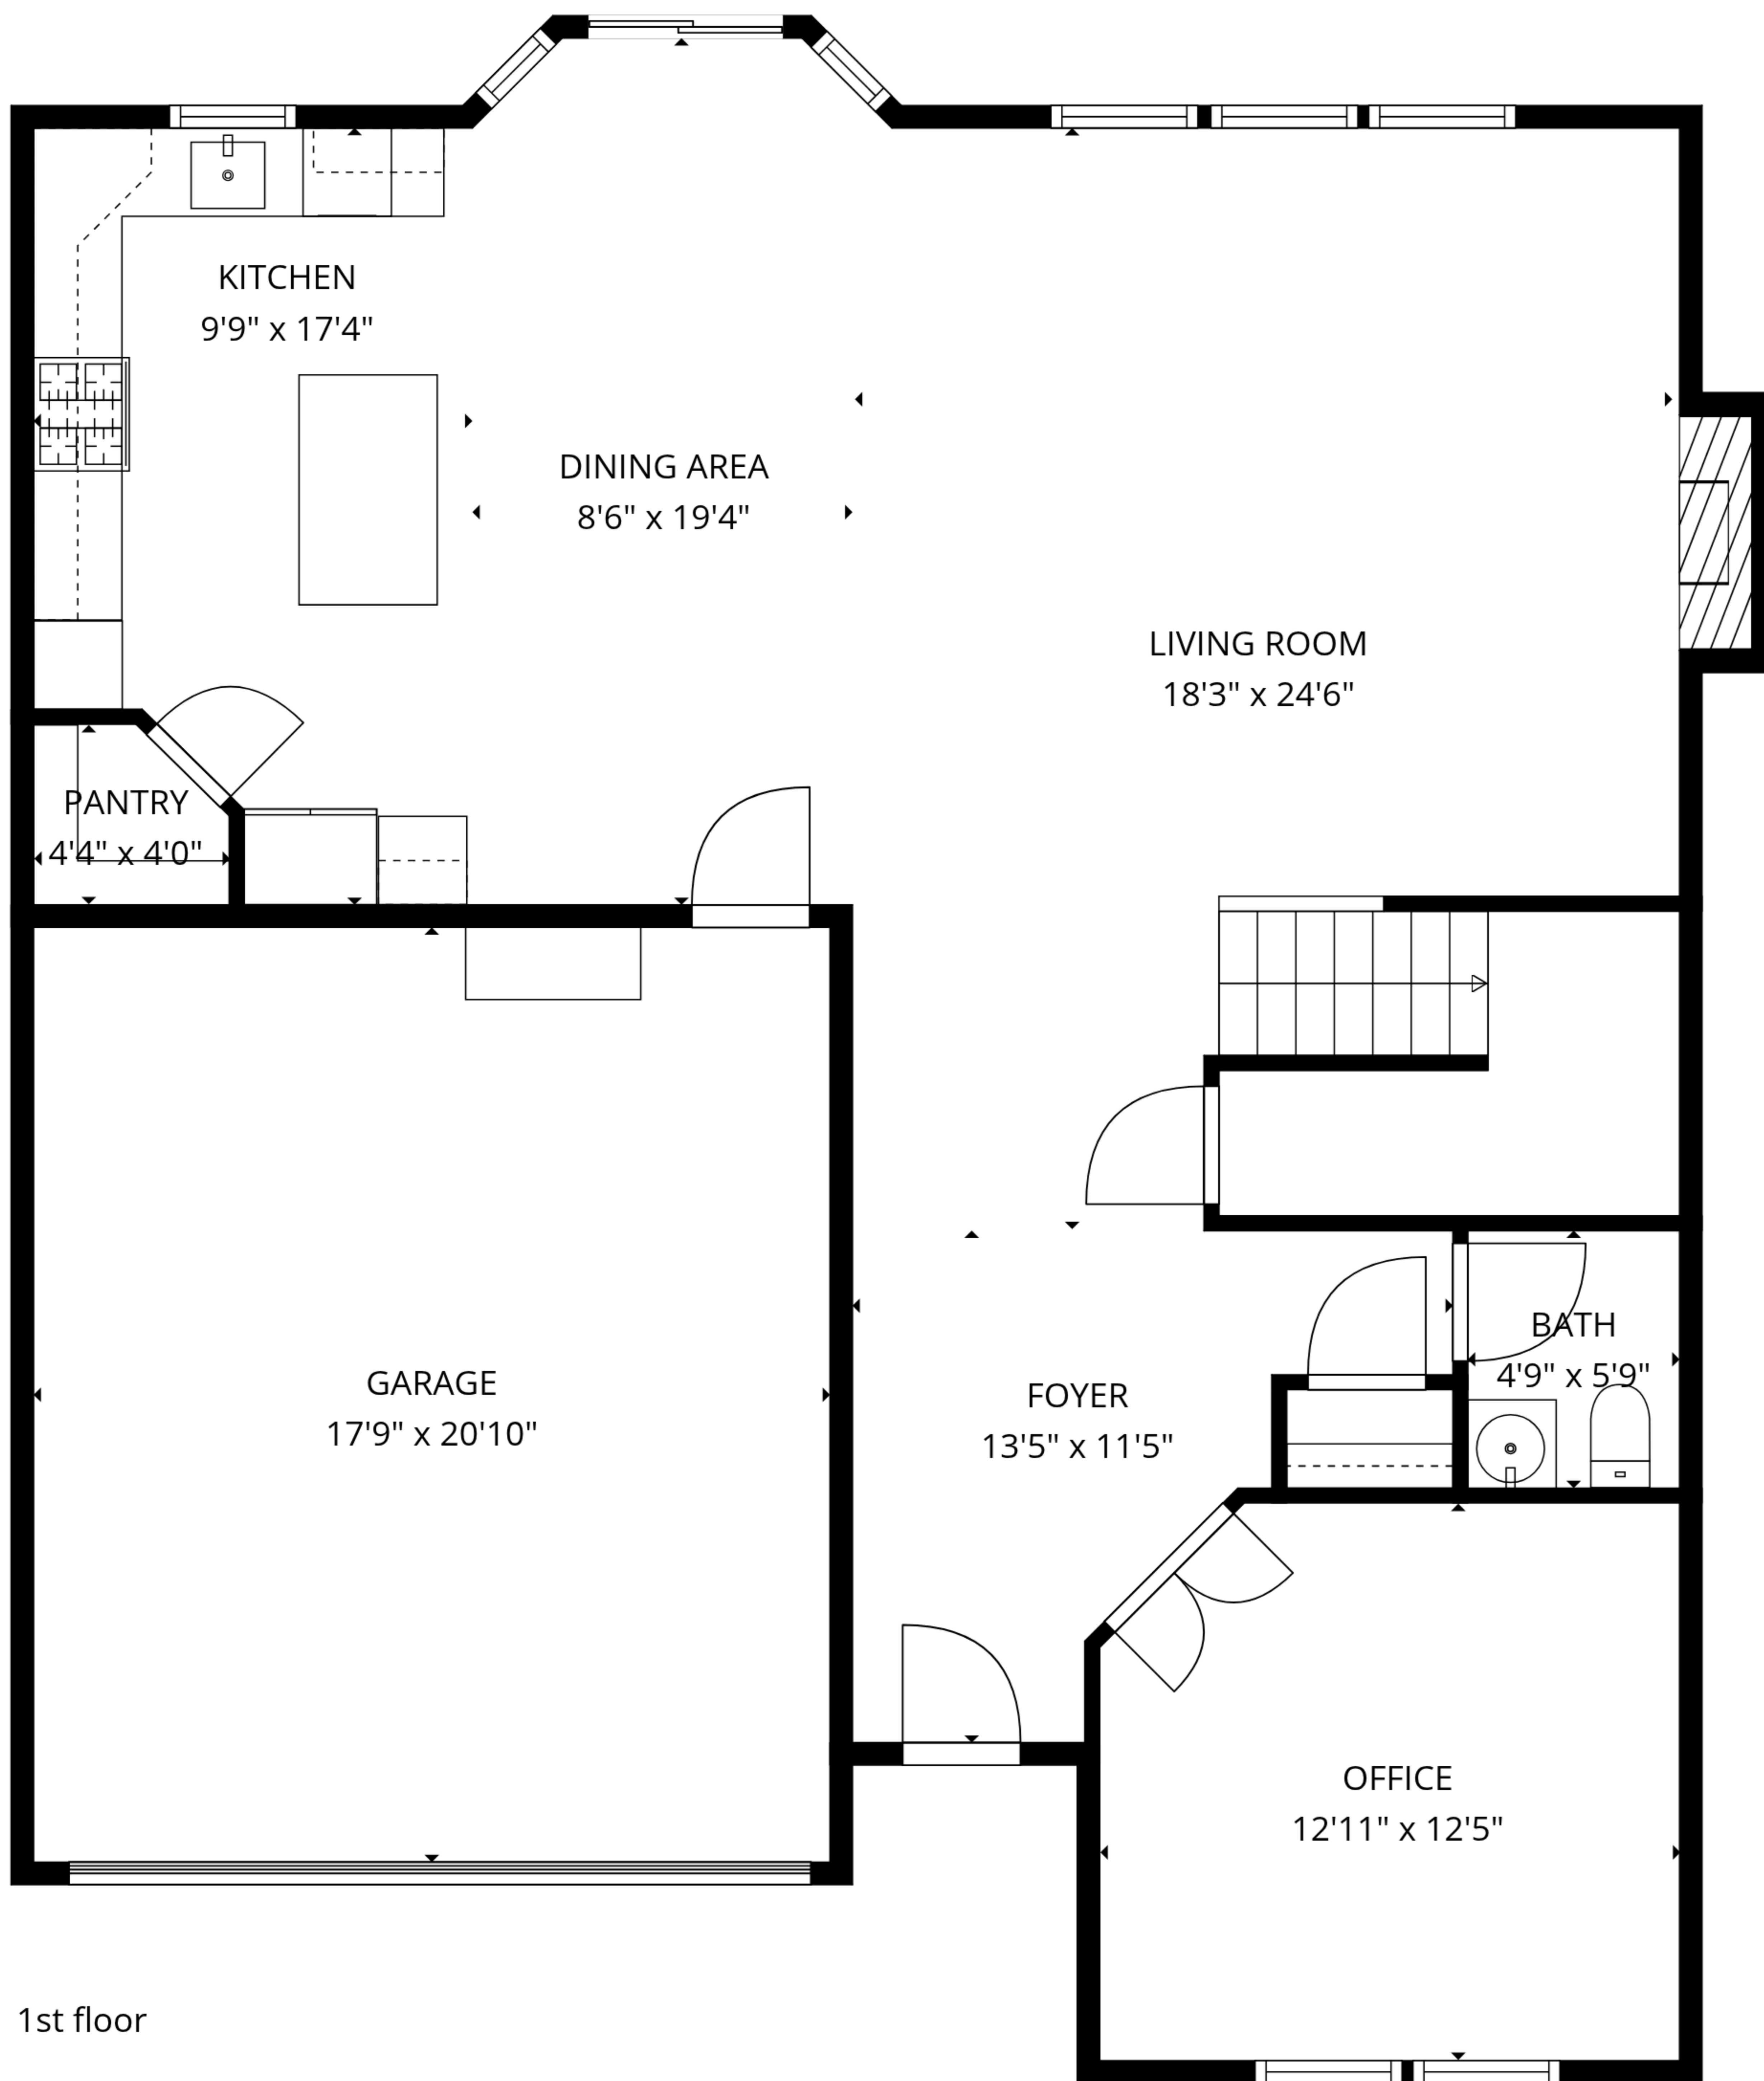 KITCHEN
9'9" x 17'4"
DINING AREA
8'6" x 19'4"
LIVING ROOM
18'3" x 24'6"
PANTRY
4'4" x 4'0"
GARAGE
17'9" x 20'10"
FOYER
13'5" x 11'5"
BATH
4'9" x 5'9"
OFFICE
12'11" x 12'5"
1st floor